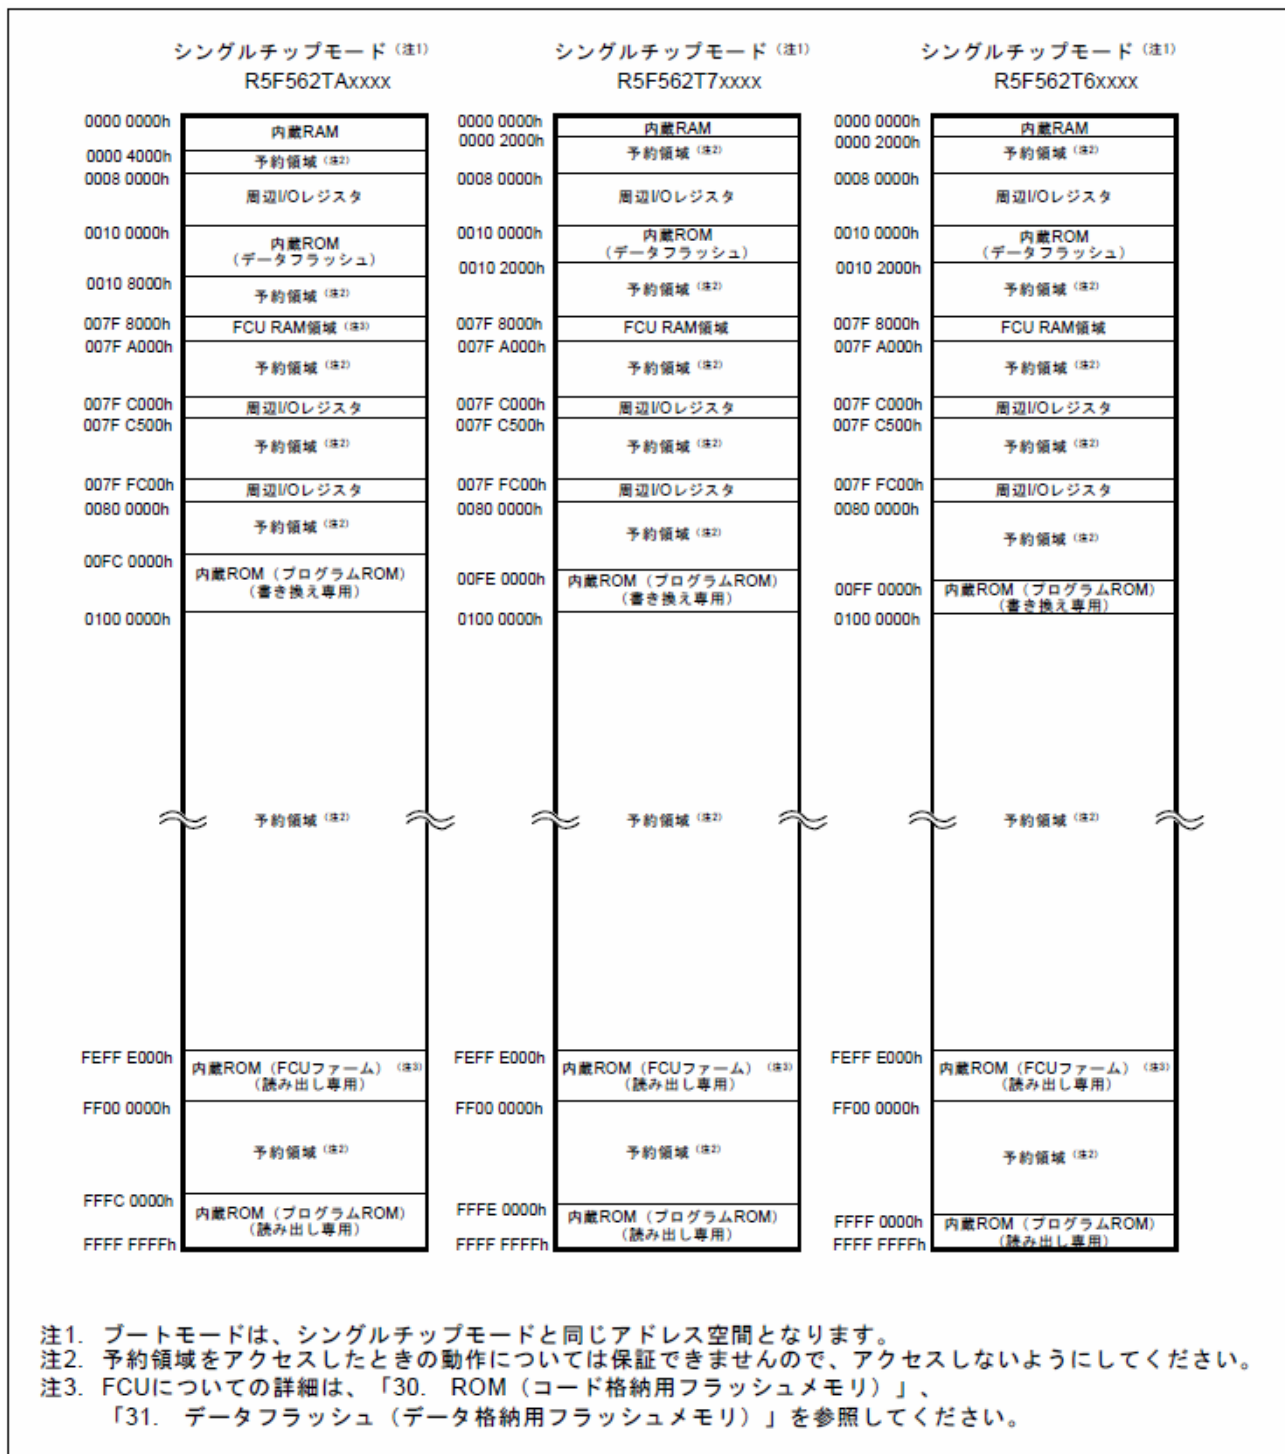 シングルチップモード（注1）
R5F562TAxxxx
0000 0000h
内蔵RAM
0000 4000h
予約領域（注2）
0008 0000h
周辺I/Oレジスタ
0010 0000h
内蔵ROM
（データフラッシュ）
0010 8000h
予約領域（注2）
007F 8000h
FCU RAM領域（注3）
007F A000h
予約領域（注2）
007F C000h
周辺I/Oレジスタ
007F C500h
予約領域（注2）
007F FC00h
周辺I/Oレジスタ
0080 0000h
予約領域（注2）
00FC 0000h
内蔵ROM（プログラムROM）
（書き換え専用）
0100 0000h
予約領域（注2）
FEFF E000h
内蔵ROM（FCUファーム）（注3）
（読み出し専用）
FF00 0000h
予約領域（注2）
FFFC 0000h
内蔵ROM（プログラムROM）
（読み出し専用）
FFFF FFFFh
シングルチップモード（注1）
R5F562T7xxxx
0000 0000h
内蔵RAM
0000 2000h
予約領域（注2）
0008 0000h
周辺I/Oレジスタ
0010 0000h
内蔵ROM
（データフラッシュ）
0010 2000h
予約領域（注2）
007F 8000h
FCU RAM領域
007F A000h
予約領域（注2）
007F C000h
周辺I/Oレジスタ
007F C500h
予約領域（注2）
007F FC00h
周辺I/Oレジスタ
0080 0000h
予約領域（注2）
00FE 0000h
内蔵ROM（プログラムROM）
（書き換え専用）
0100 0000h
予約領域（注2）
FEFF E000h
内蔵ROM（FCUファーム）（注3）
（読み出し専用）
FF00 0000h
予約領域（注2）
FFFE 0000h
内蔵ROM（プログラムROM）
（読み出し専用）
FFFF FFFFh
シングルチップモード（注1）
R5F562T6xxxx
0000 0000h
内蔵RAM
0000 2000h
予約領域（注2）
0008 0000h
周辺I/Oレジスタ
0010 0000h
内蔵ROM
（データフラッシュ）
0010 2000h
予約領域（注2）
007F 8000h
FCU RAM領域
007F A000h
予約領域（注2）
007F C000h
周辺I/Oレジスタ
007F C500h
予約領域（注2）
007F FC00h
周辺I/Oレジスタ
0080 0000h
予約領域（注2）
00FF 0000h
内蔵ROM（プログラムROM）
（書き換え専用）
0100 0000h
予約領域（注2）
FEFF E000h
内蔵ROM（FCUファーム）（注3）
（読み出し専用）
FF00 0000h
予約領域（注2）
FFFF 0000h
内蔵ROM（プログラムROM）
（読み出し専用）
FFFF FFFFh
注1. ブートモードは、シングルチップモードと同じアドレス空間となります。
注2. 予約領域をアクセスしたときの動作については保証できませんので、アクセスしないようにしてください。
注3. FCUについての詳細は、「30. ROM（コード格納用フラッシュメモリ）」、
「31. データフラッシュ（データ格納用フラッシュメモリ）」を参照してください。